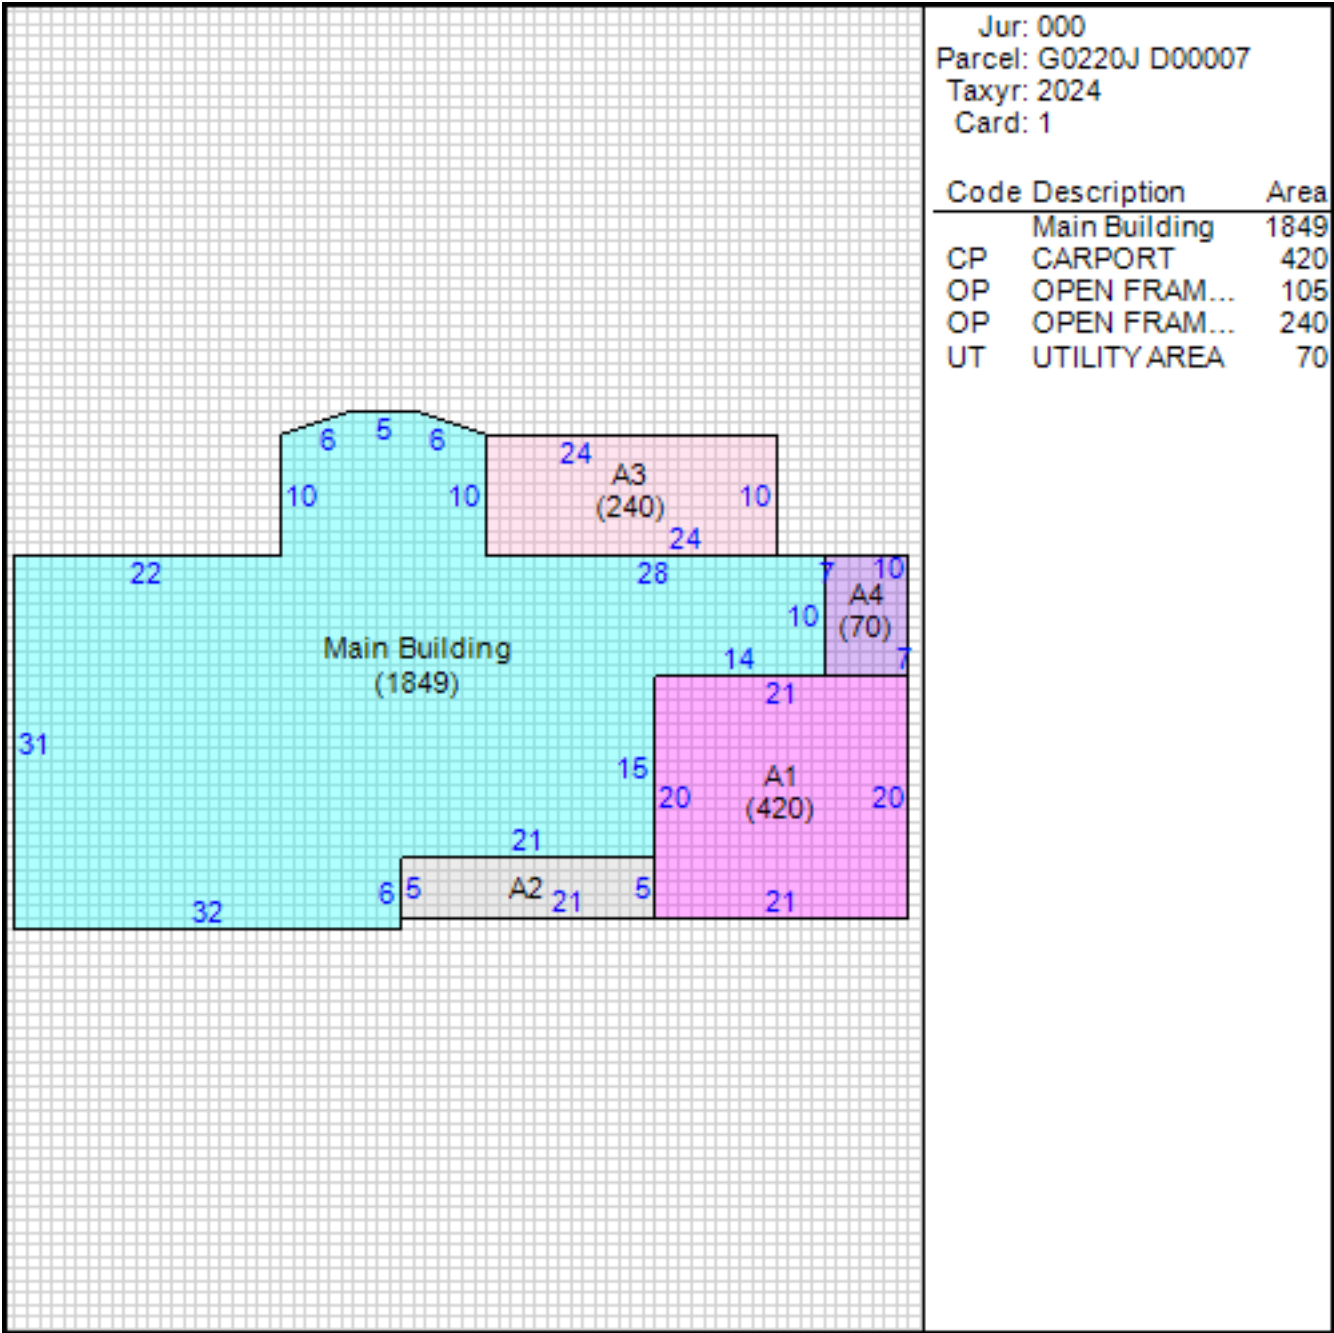 Jur: 000
Parcel: G0220J D00007
Taxyr: 2024
Card: 1
Code Description Area
Main Building 1849
CP CARPORT 420
OP OPEN FRAM... 105
OP OPEN FRAM... 240
UT UTILITY AREA 70
6 5 6
24
A3
10 10 (240) 10
24
22 28 7 10
A4
10 (70)
Main Building 14 7
(1849) 21
31
15 A1
20 (420) 20
21
6 5 A2 21 5 21
32